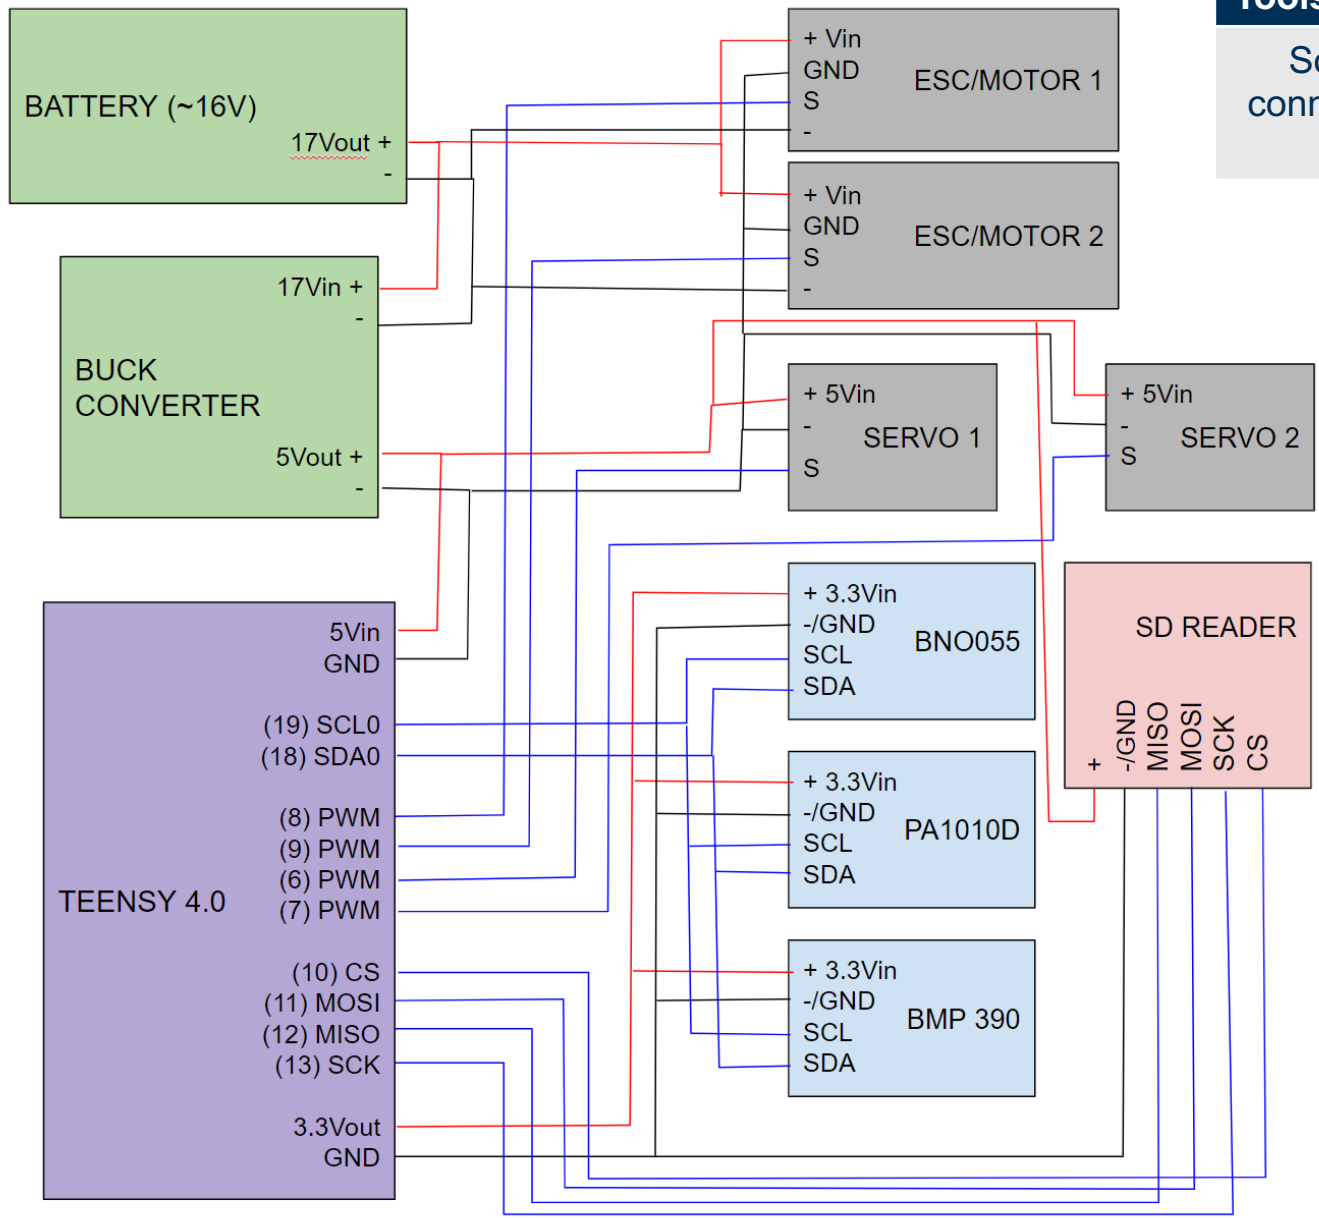 BATTERY (~16V)
17Vout +
-
BUCK
CONVERTER
17Vin +
-
5Vout +
-
TEENSY 4.0
5Vin
GND
(19) SCL0
(18) SDA0
(8) PWM
(9) PWM
(6) PWM
(7) PWM
(10) CS
(11) MOSI
(12) MISO
(13) SCK
3.3Vout
GND
ESC/MOTOR 1
+ Vin
GND
S
-
ESC/MOTOR 2
+ Vin
GND
S
-
SERVO 1
+ 5Vin
-
S
SERVO 2
+ 5Vin
-
S
BNO055
+ 3.3Vin
-/GND
SCL
SDA
PA1010D
+ 3.3Vin
-/GND
SCL
SDA
BMP 390
+ 3.3Vin
-/GND
SCL
SDA
SD READER
+
-/GND
MISO
MOSI
SCK
CS